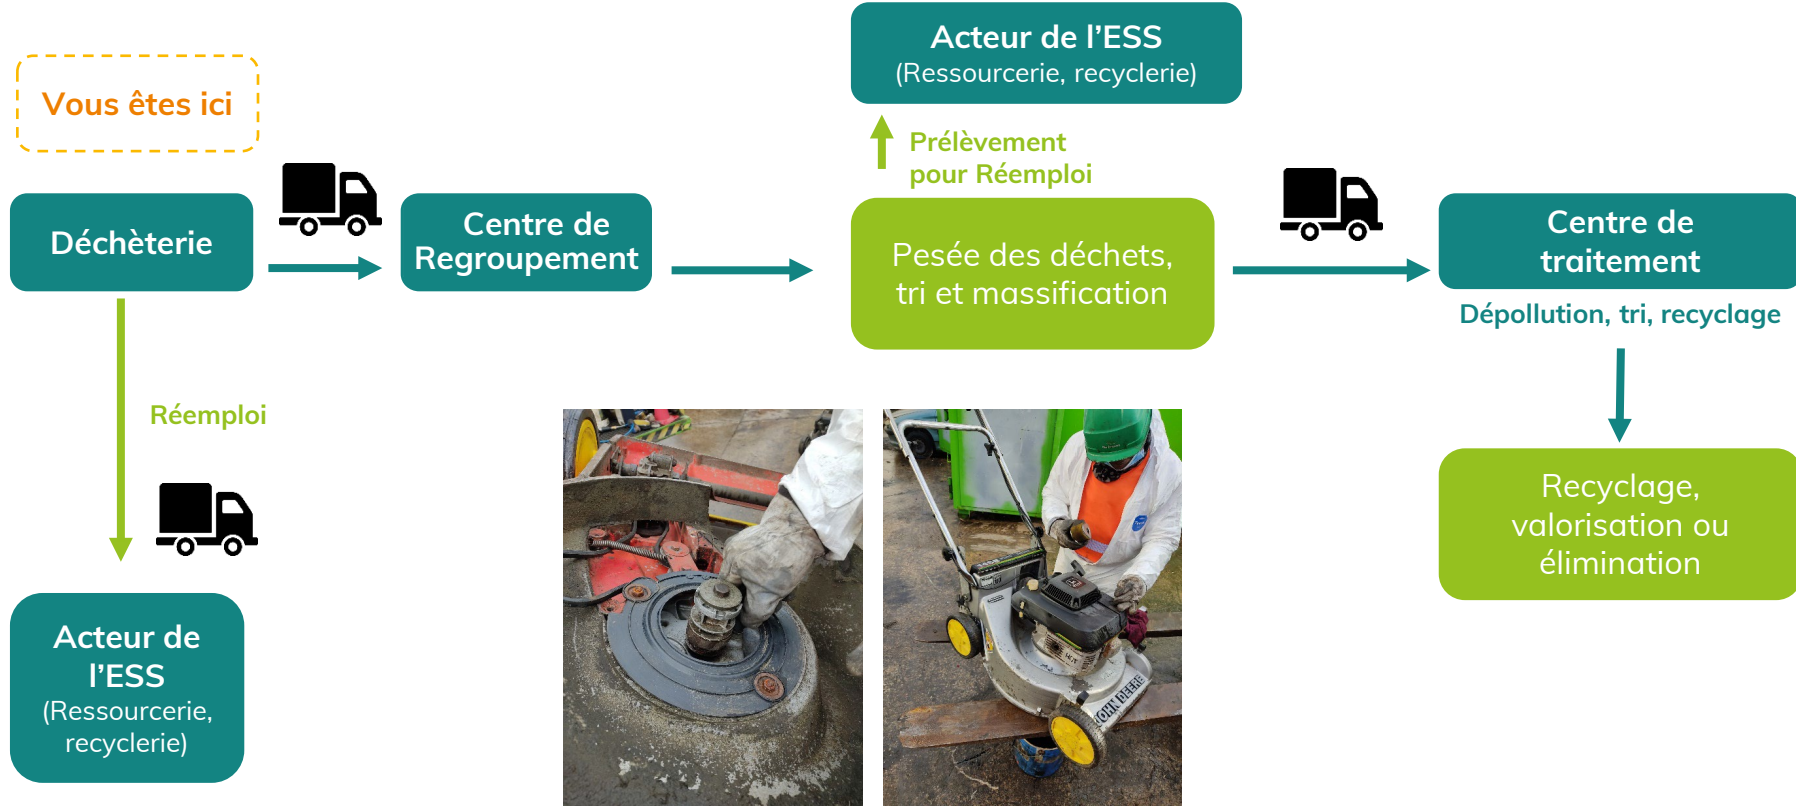 Vous êtes ici
Déchèterie
Centre de
Regroupement
Acteur de l’ESS
(Ressourcerie, recyclerie)
Prélèvement
pour Réemploi
Pesée des déchets,
tri et massification
Centre de
traitement
Dépollution, tri, recyclage
Recyclage,
valorisation ou
élimination
Réemploi
Acteur de
l’ESS
(Ressourcerie,
recyclerie)
JOHN DEERE